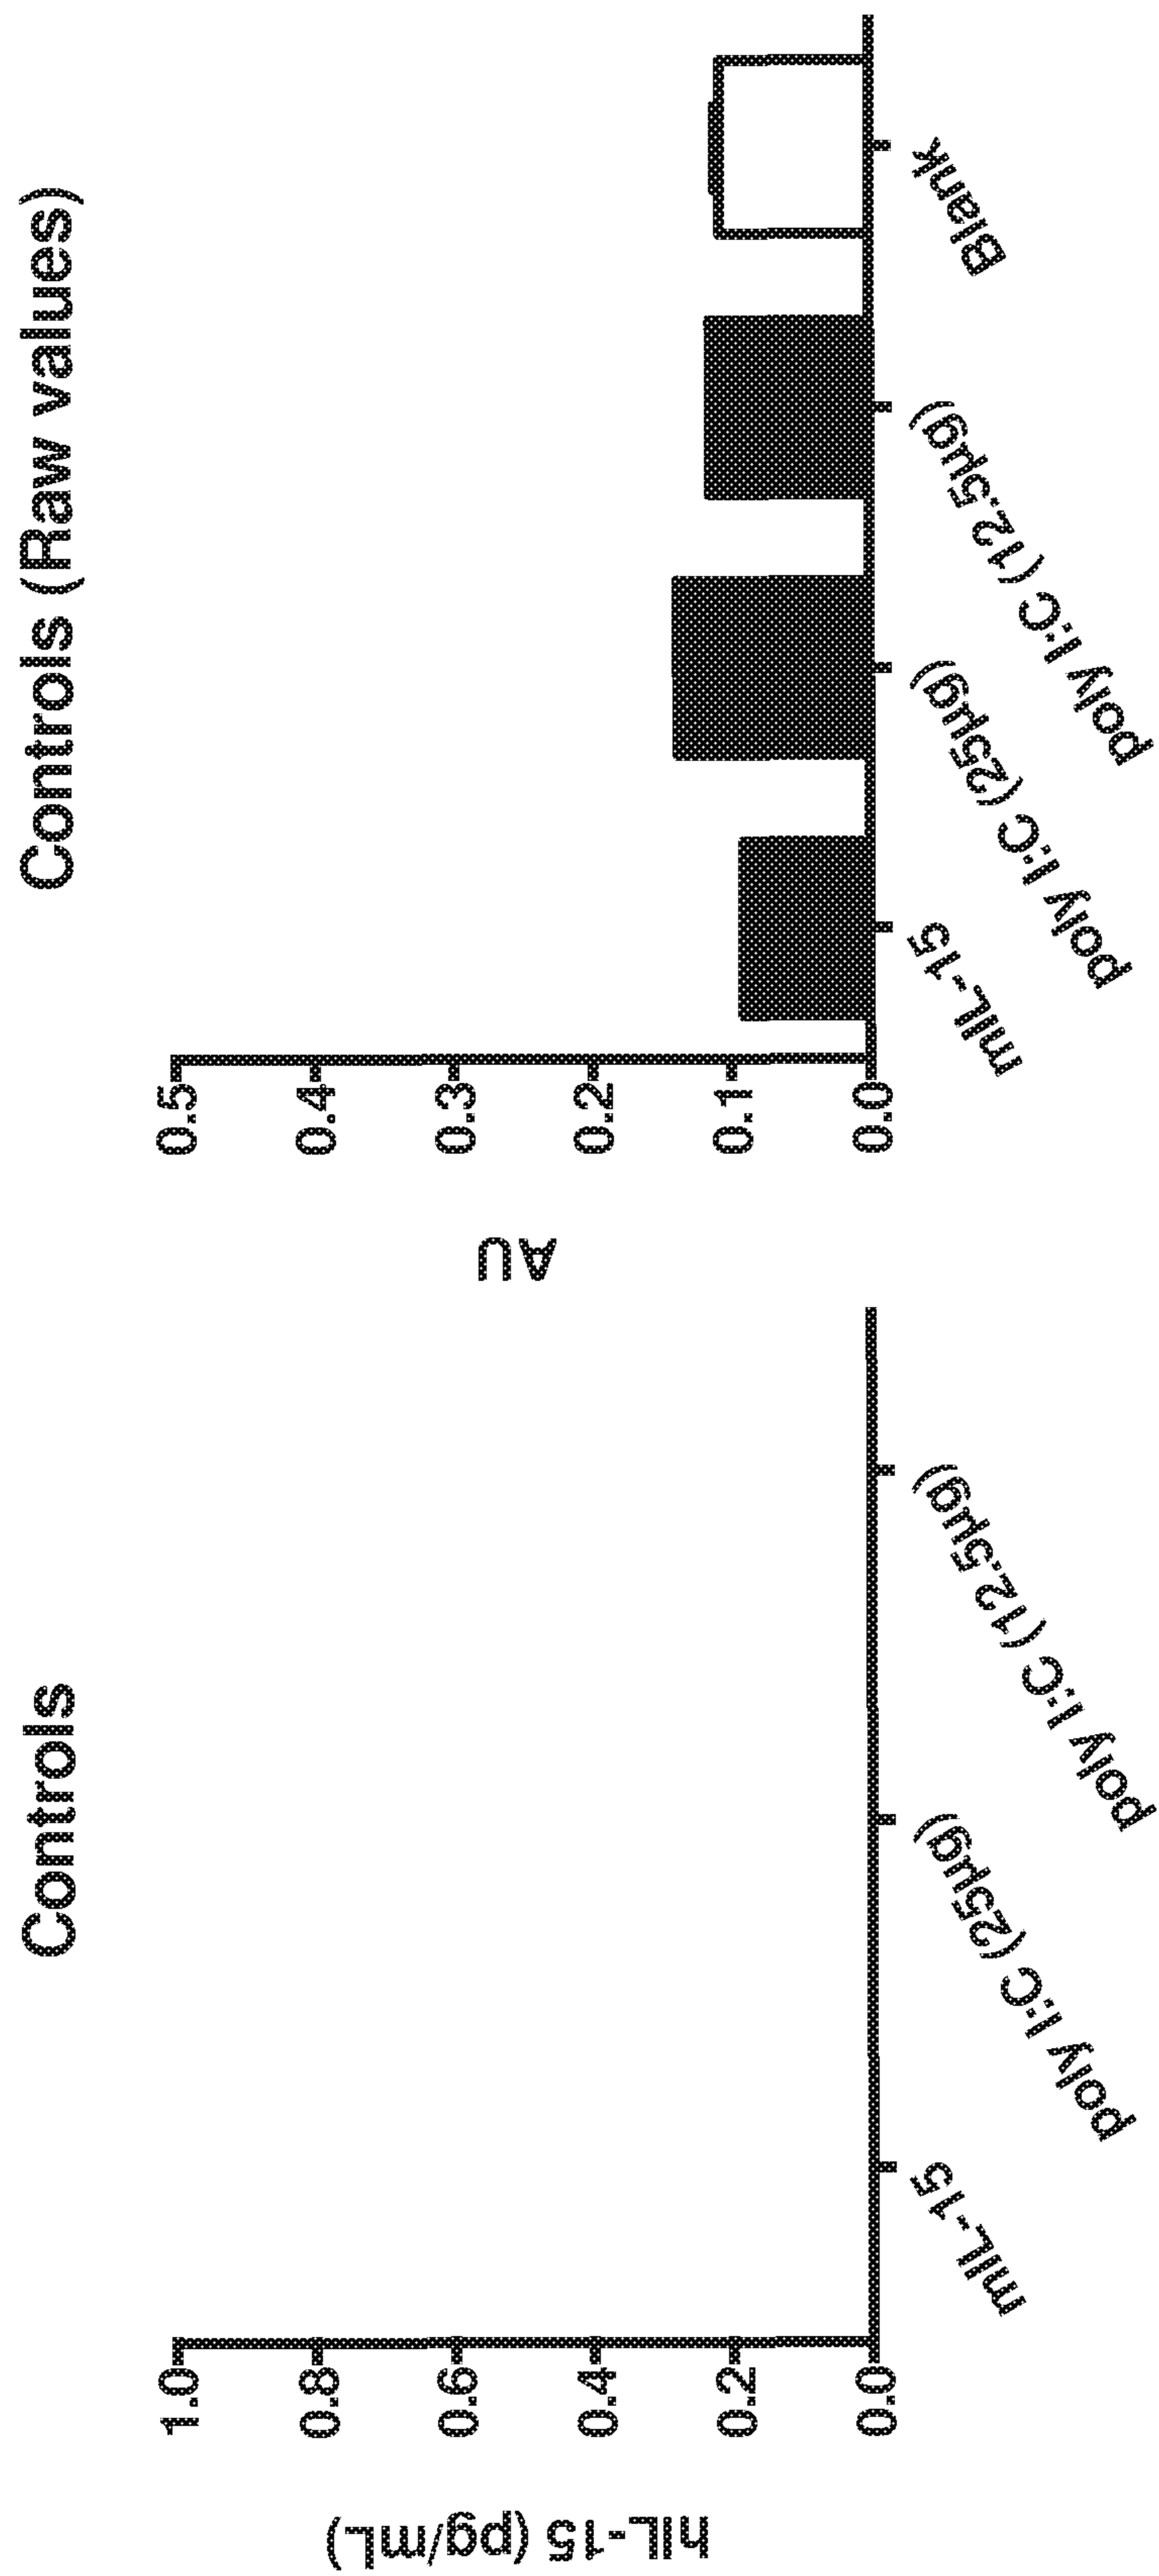 Controls
hIL-15 (pg/mL)
1.0
0.8
0.6
0.4
0.2
0.0
mIL-15
poly I:C (25µg)
poly I:C (12.5µg)
Controls (Raw values)
AU
0.5
0.4
0.3
0.2
0.1
0.0
mIL-15
poly I:C (25µg)
poly I:C (12.5µg)
Blank